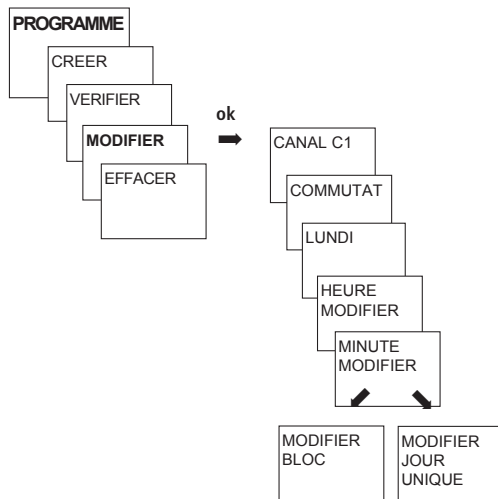 PROGRAMME
CREER
VERIFIER
MODIFIER
EFFACER
ok
CANAL C1
COMMUTAT
LUNDI
HEURE
MODIFIER
MINUTE
MODIFIER
MODIFIER
BLOC
MODIFIER
JOUR
UNIQUE